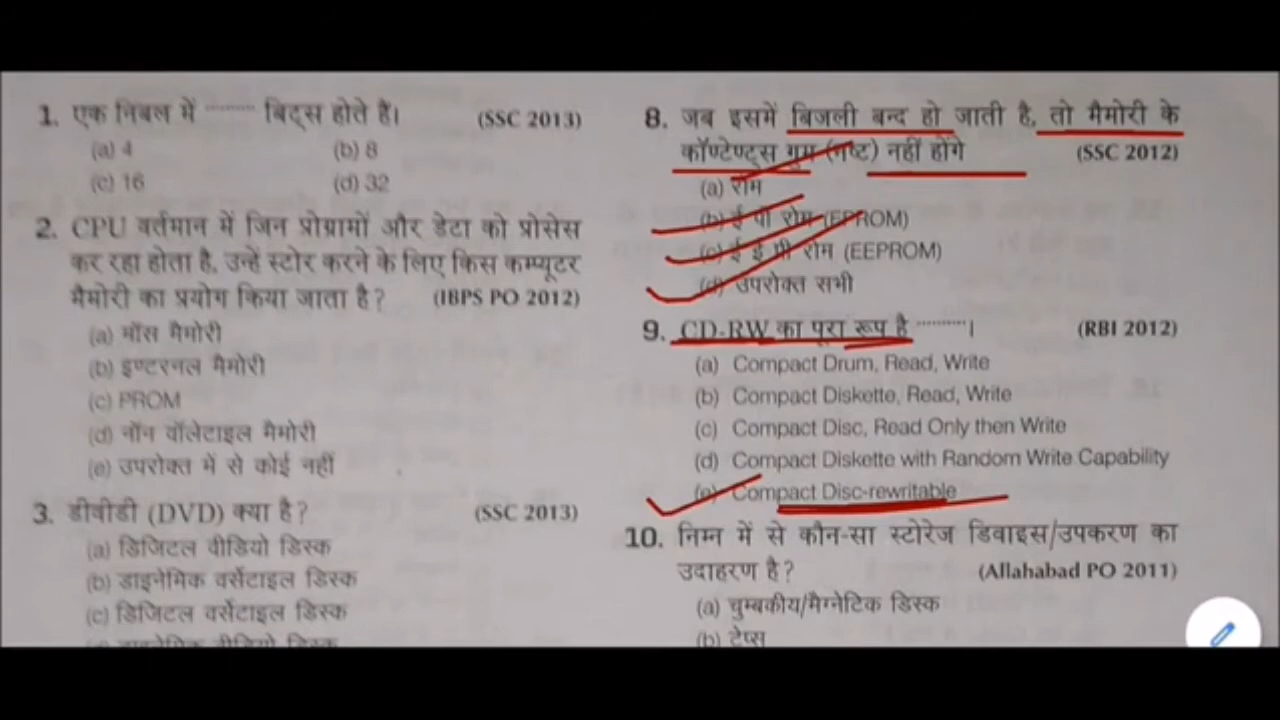 1. एक निबल में ········· बिट्स होते हैं। (SSC 2013)
(a) 4 (b) 8
(c) 16 (d) 32
2. CPU वर्तमान में जिन प्रोग्रामों और डेटा को प्रोसेस
कर रहा होता है, उन्हें स्टोर करने के लिए किस कम्प्यूटर
मैमोरी का प्रयोग किया जाता है? (IBPS PO 2012)
(a) मॉस मैमोरी
(b) इण्टरनल मैमोरी
(c) PROM
(d) नॉन वॉलेटाइल मैमोरी
(e) उपरोक्त में से कोई नहीं
3. डीवीडी (DVD) क्या है? (SSC 2013)
(a) डिजिटल वीडियो डिस्क
(b) डाइनेमिक वर्सेटाइल डिस्क
(c) डिजिटल वर्सेटाइल डिस्क
डाइनेमिक वीडियो डिस्क
8. जब इसमें बिजली बन्द हो जाती है, तो मैमोरी के
कॉण्टेण्ट्स गुम (नष्ट) नहीं होंगे (SSC 2012)
(a) रोम
(b) ई पी रोम (EPROM)
(c) ई ई पी रोम (EEPROM)
(d) उपरोक्त सभी
9. CD-RW का पूरा रूप है ·········। (RBI 2012)
(a) Compact Drum, Read, Write
(b) Compact Diskette, Read, Write
(c) Compact Disc, Read Only then Write
(d) Compact Diskette with Random Write Capability
(e) Compact Disc-rewritable
10. निम्न में से कौन-सा स्टोरेज डिवाइस/उपकरण का
उदाहरण है? (Allahabad PO 2011)
(a) चुम्बकीय/मैग्नेटिक डिस्क
(b) टेप्स